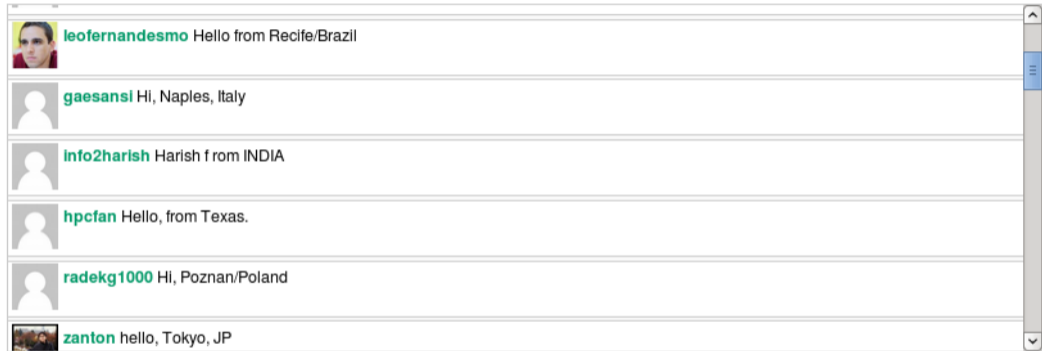 leofernandesmo Hello from Recife/Brazil
gaesansi Hi, Naples, Italy
info2harish Harish f rom INDIA
hpcfan Hello, from Texas.
radekg1000 Hi, Poznan/Poland
zanton hello, Tokyo, JP